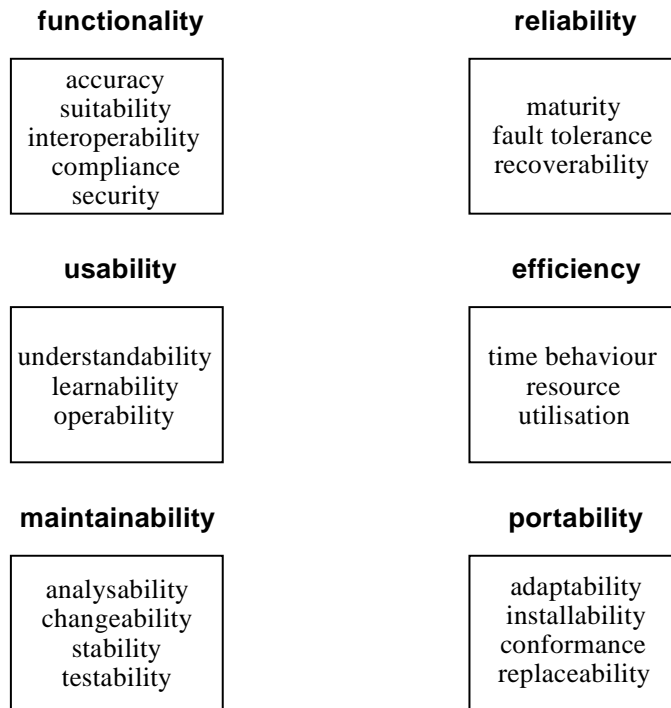 functionality
accuracy
suitability
interoperability
compliance
security
reliability
maturity
fault tolerance
recoverability
usability
understandability
learnability
operability
efficiency
time behaviour
resource
utilisation
maintainability
analysability
changeability
stability
testability
portability
adaptability
installability
conformance
replaceability